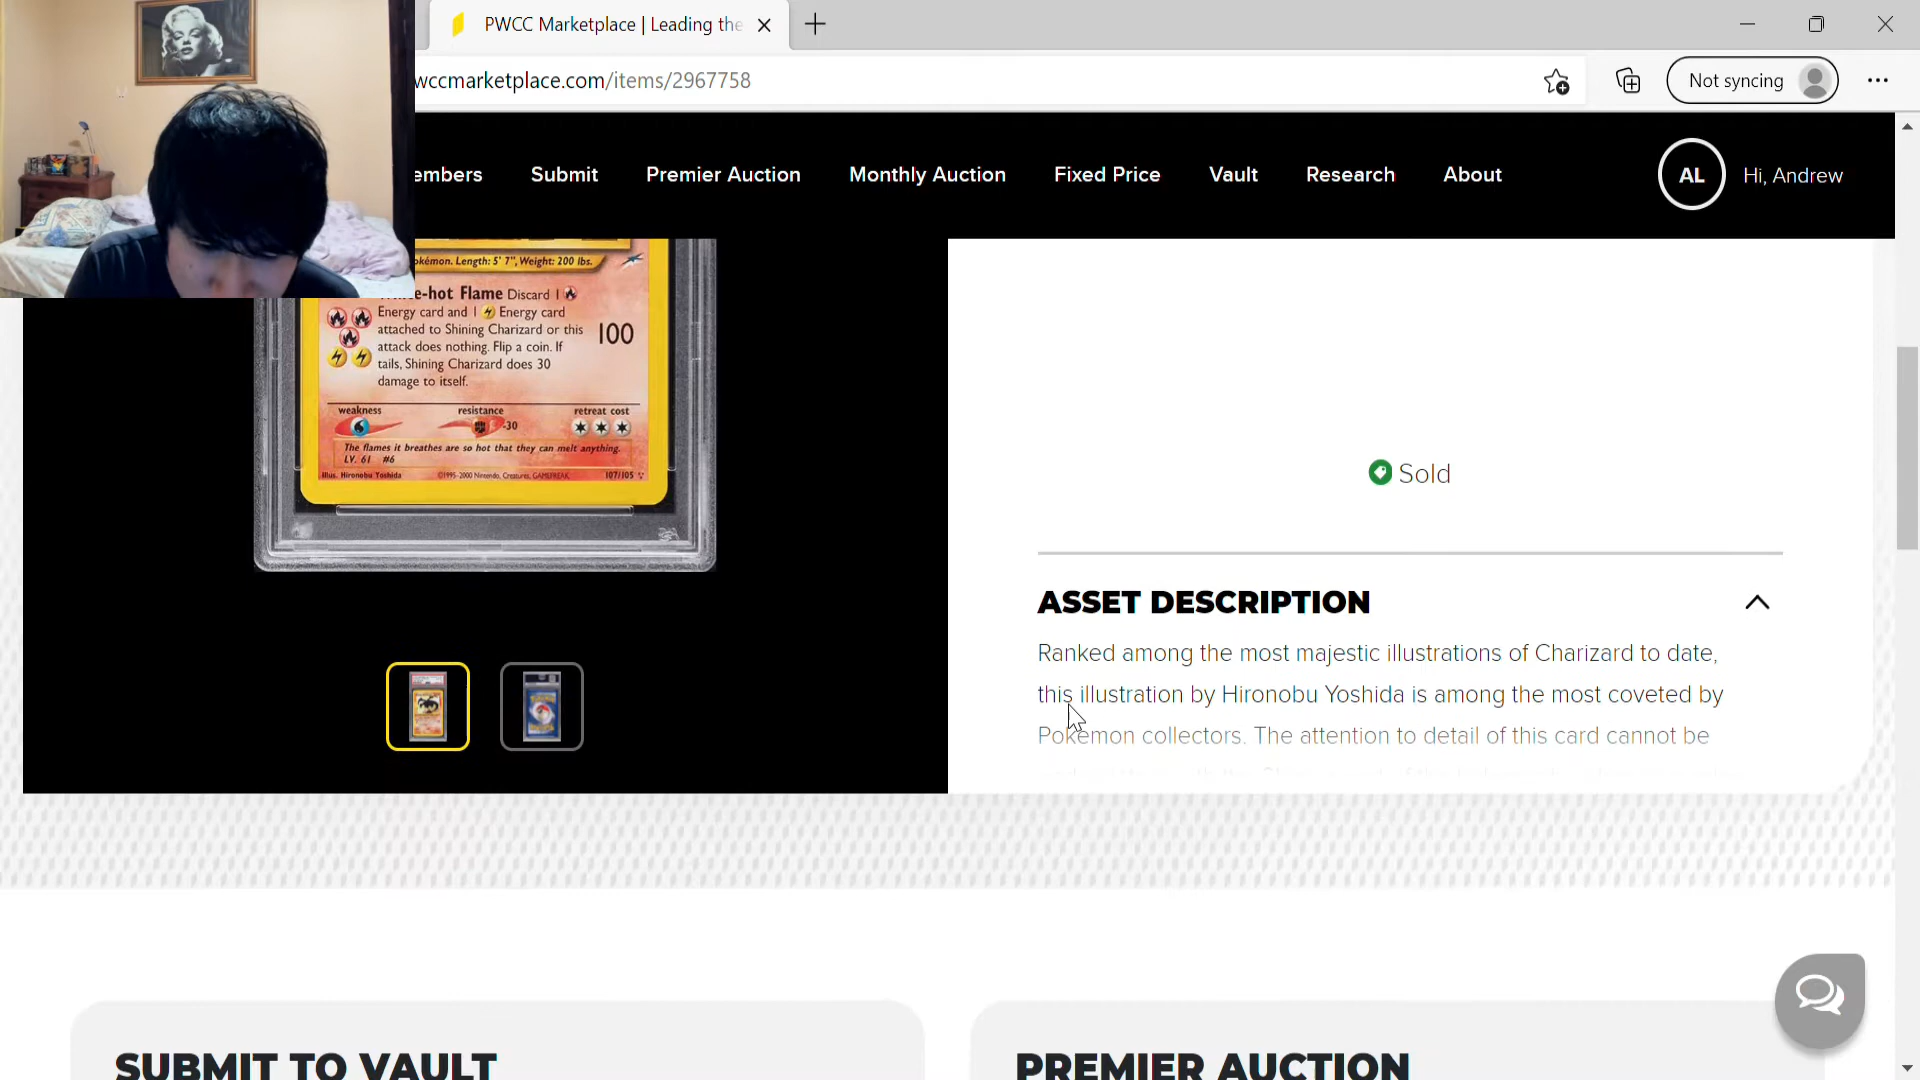 PWCC Marketplace | Leading the
wccmarketplace.com/items/2967758
Not syncing
embers Submit Premier Auction Monthly Auction Fixed Price Vault Research About
AL Hi, Andrew
okémon. Length: 5' 7", Weight: 200 lbs.
e-hot Flame Discard 1
Energy card and 1 Energy card
attached to Shining Charizard or this
attack does nothing. Flip a coin. If
tails, Shining Charizard does 30
damage to itself.
100
weakness resistance retreat cost
-30
The flames it breathes are so hot that they can melt anything.
LV. 61 #6
Illus. Hironobu Yoshida ©1995-2000 Nintendo, Creatures, GAMEFREAK. 107/105
Sold
ASSET DESCRIPTION
Ranked among the most majestic illustrations of Charizard to date,
this illustration by Hironobu Yoshida is among the most coveted by
Pokemon collectors. The attention to detail of this card cannot be
SUBMIT TO VAULT
PREMIER AUCTION